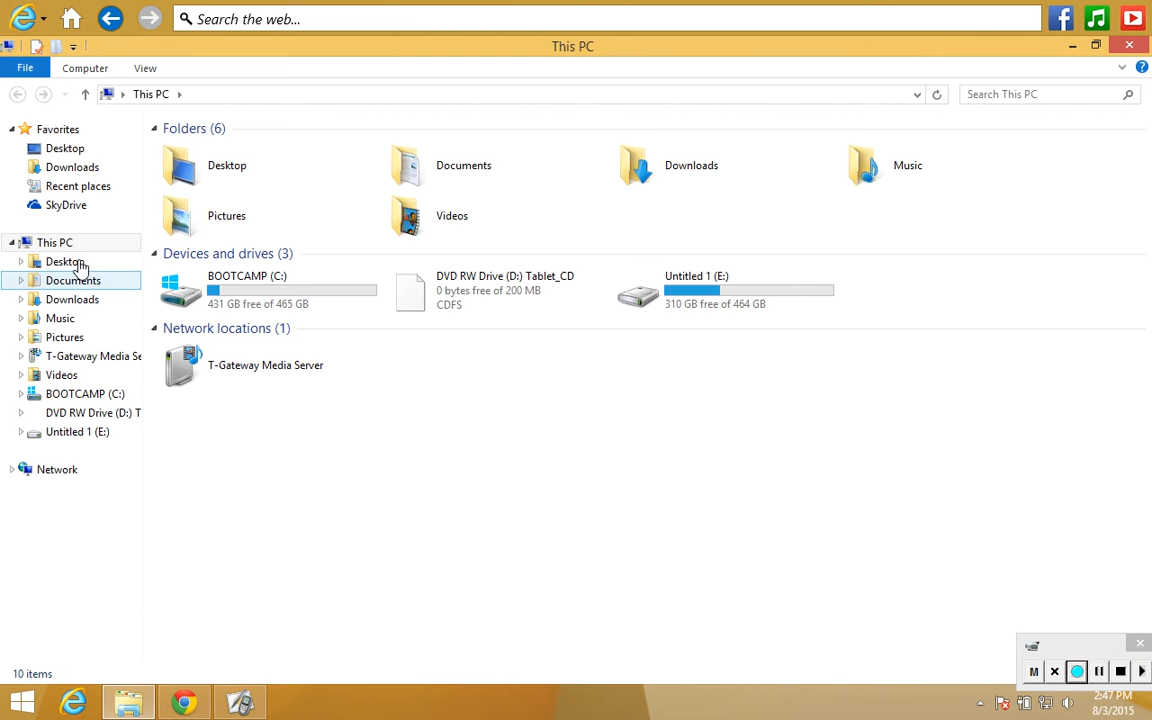 Search the web...
This PC
File Computer View
This PC
Search This PC
Favorites
Desktop
Downloads
Recent places
SkyDrive
This PC
Desktop
Documents
Downloads
Music
Pictures
T-Gateway Media Se
Videos
BOOTCAMP (C:)
DVD RW Drive (D:) T
Untitled 1 (E:)
Network
Folders (6)
Desktop Documents Downloads Music
Pictures Videos
Devices and drives (3)
BOOTCAMP (C:)
431 GB free of 465 GB
DVD RW Drive (D:) Tablet_CD
0 bytes free of 200 MB
CDFS
Untitled 1 (E:)
310 GB free of 464 GB
Network locations (1)
T-Gateway Media Server
10 items
M
2:47 PM
8/3/2015